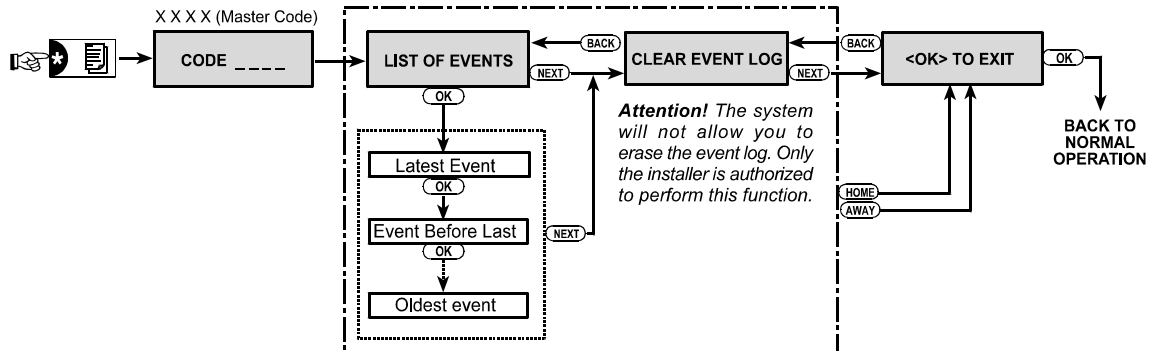 X X X X (Master Code)
*
CODE _ _ _ _
LIST OF EVENTS
BACK
NEXT
CLEAR EVENT LOG
BACK
NEXT
<OK> TO EXIT
OK
OK
Attention! The system
will not allow you to
erase the event log. Only
the installer is authorized
to perform this function.
BACK TO
NORMAL
OPERATION
Latest Event
OK
Event Before Last
OK
NEXT
Oldest event
HOME
AWAY